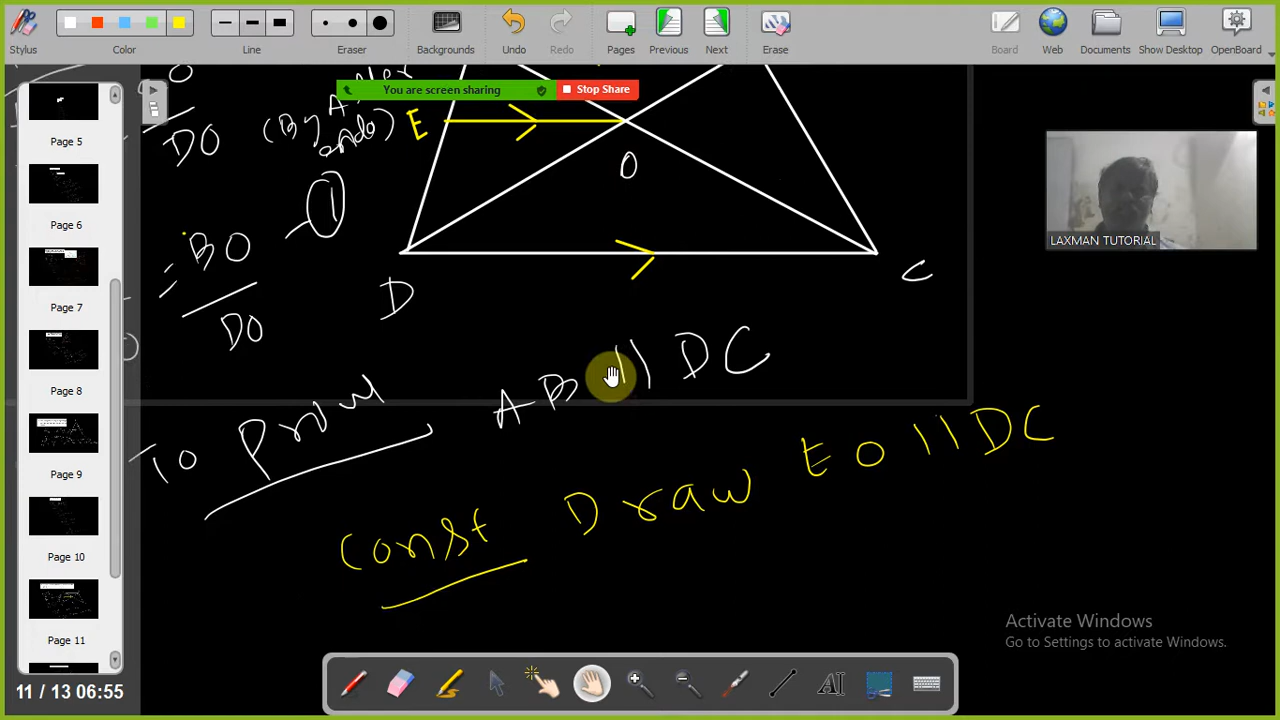 Stylus
Color
Line
Eraser
Backgrounds
Undo
Redo
Pages
Previous
Next
Erase
Board
Web
Documents
Show Desktop
OpenBoard
You are screen sharing
Stop Share
Page 5
Page 6
Page 7
Page 8
Page 9
Page 10
Page 11
DO
(By
E
O
1
= BO
DO
D
C
LAXMAN TUTORIAL
To Prove AB || DC
Const Draw EO || DC
Activate Windows
Go to Settings to activate Windows.
11 / 13 06:55